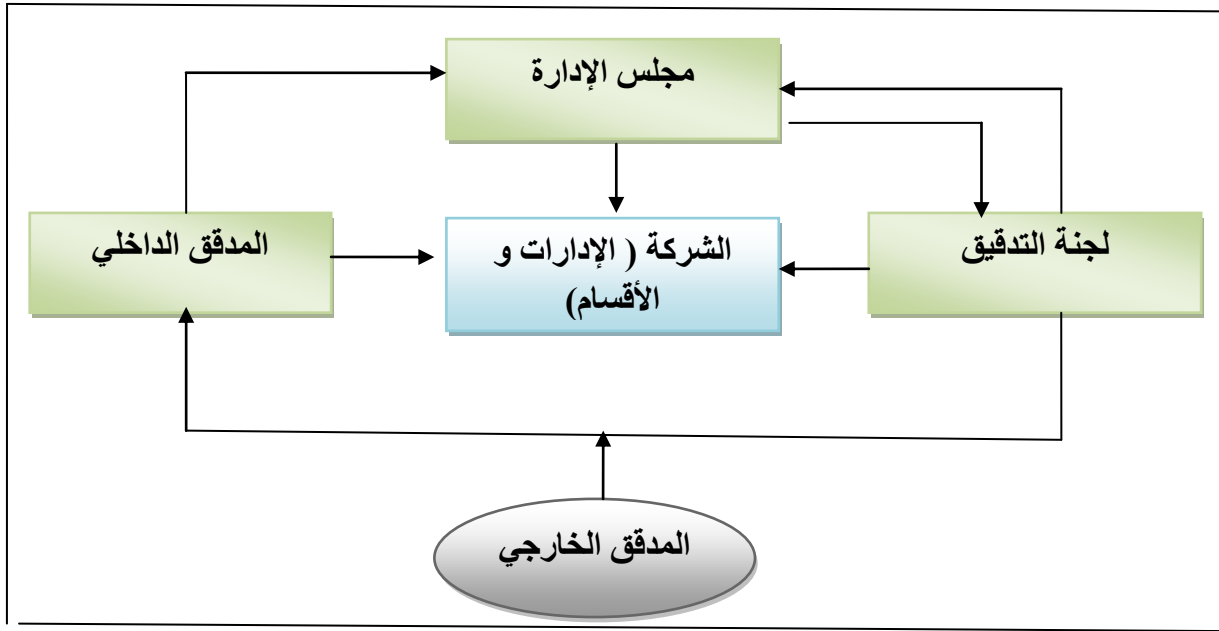 مجلس الإدارة
لجنة التدقيق
الشركة ( الإدارات و
الأقسام)
المدقق الداخلي
المدقق الخارجي